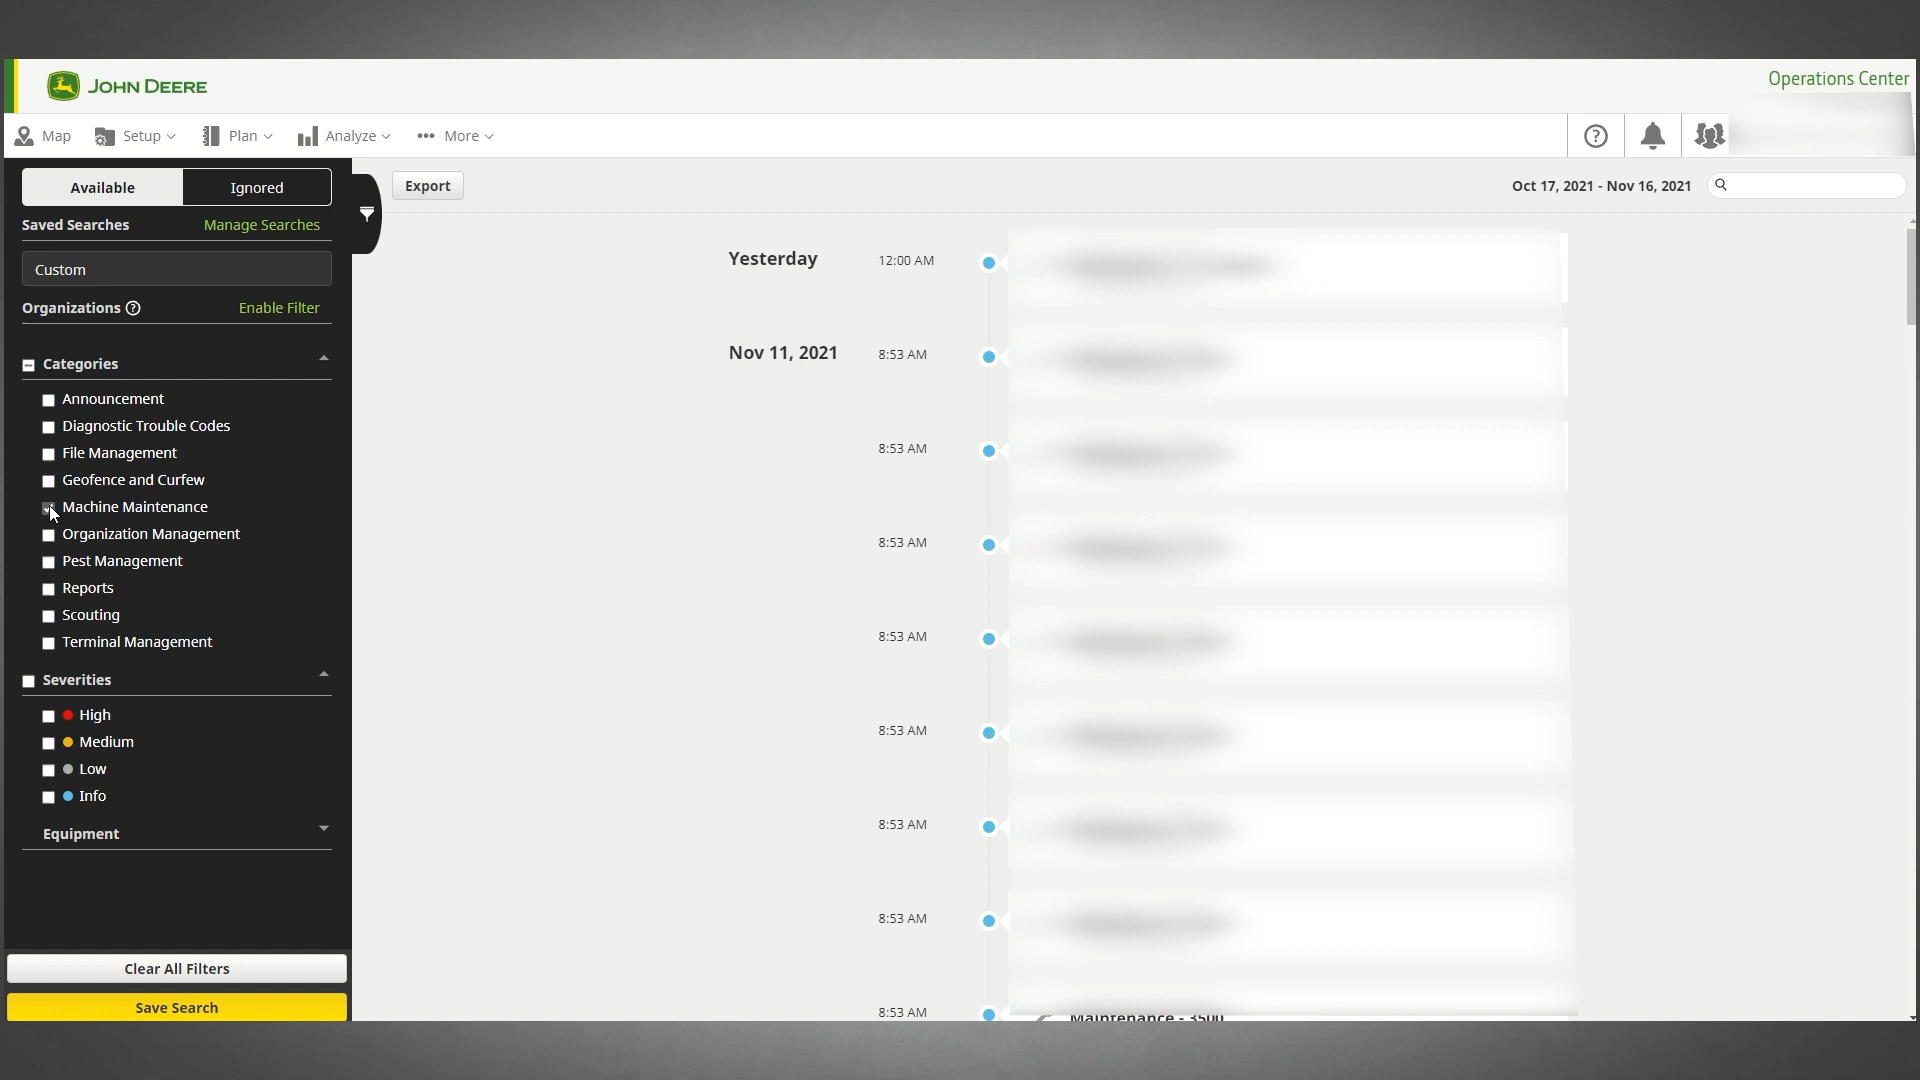 JOHN DEERE
Operations Center
Map Setup Plan Analyze More
Available Ignored
Saved Searches Manage Searches
Custom
Organizations Enable Filter
Categories
Announcement
Diagnostic Trouble Codes
File Management
Geofence and Curfew
Machine Maintenance
Organization Management
Pest Management
Reports
Scouting
Terminal Management
Severities
High
Medium
Low
Info
Equipment
Clear All Filters
Save Search
Export Oct 17, 2021 - Nov 16, 2021
Yesterday 12:00 AM
Nov 11, 2021 8:53 AM
8:53 AM
8:53 AM
8:53 AM
8:53 AM
8:53 AM
8:53 AM
8:53 AM
Maintenance - 3500